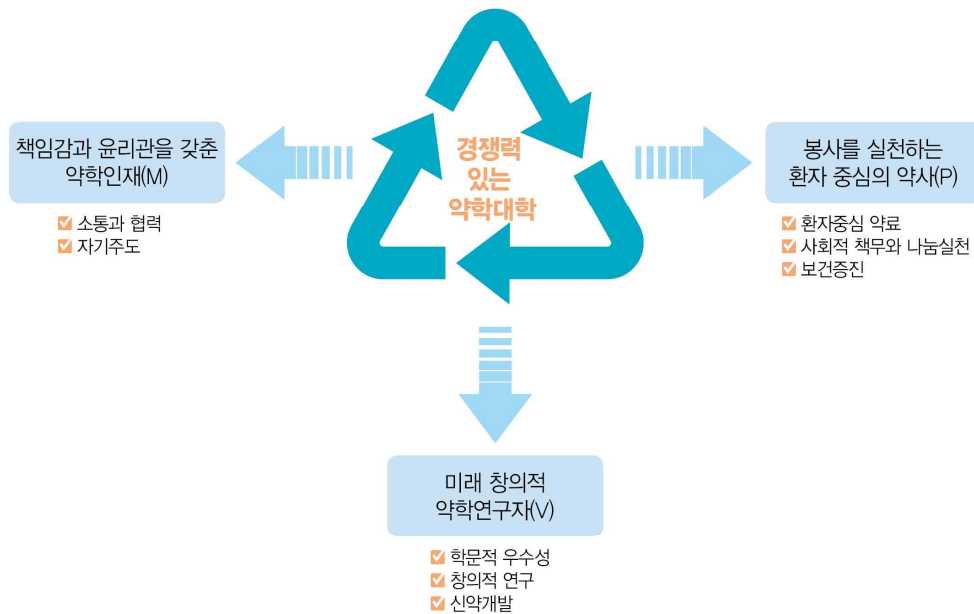 경쟁력
있는
약학대학
책임감과 윤리관을 갖춘
약학인재(M)
소통과 협력
자기주도
봉사를 실천하는
환자 중심의 약사(P)
환자중심 약료
사회적 책무와 나눔실천
보건증진
미래 창의적
약학연구자(V)
학문적 우수성
창의적 연구
신약개발